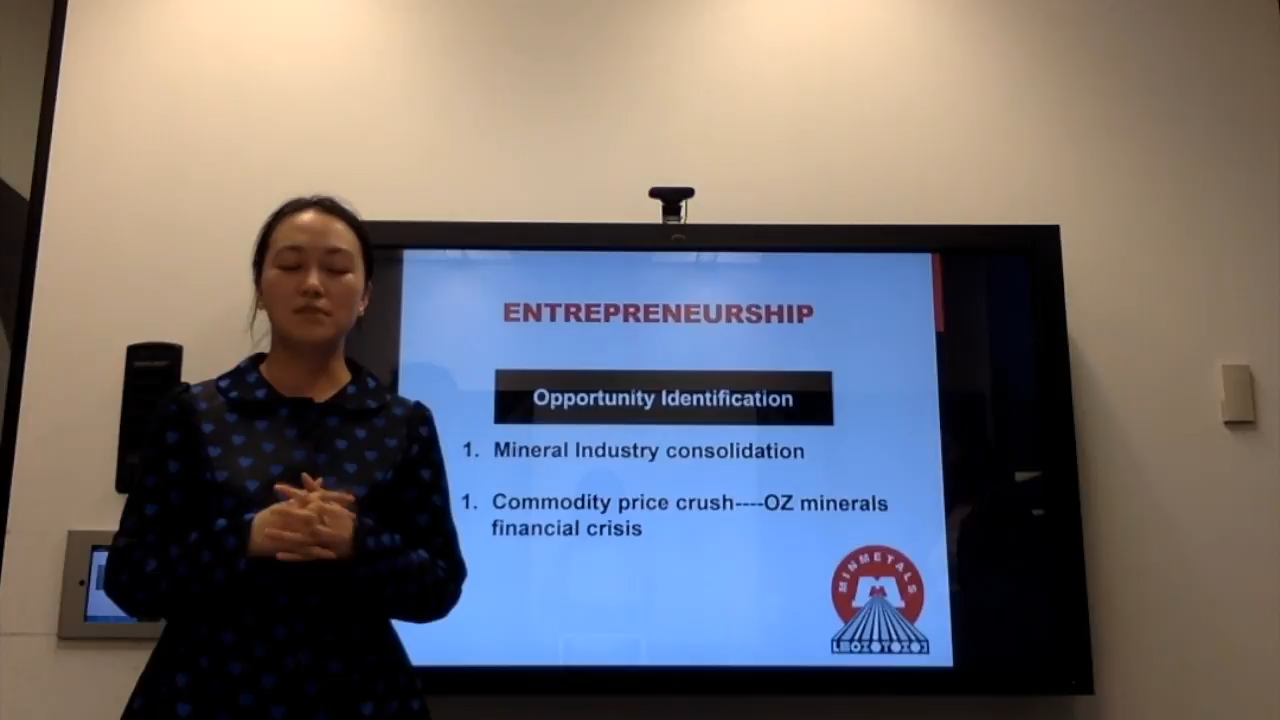 ENTREPRENEURSHIP
Opportunity Identification
1. Mineral Industry consolidation
1. Commodity price crush----OZ minerals
financial crisis
MINMETALS